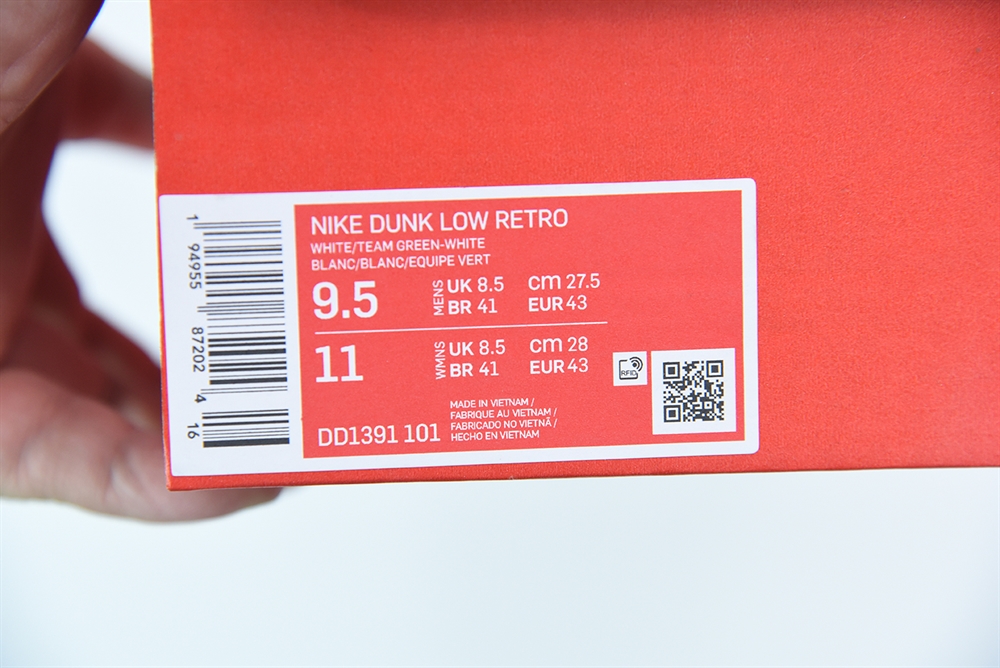 1 94955 87202 4 16
NIKE DUNK LOW RETRO
WHITE/TEAM GREEN-WHITE
BLANC/BLANC/EQUIPE VERT
9.5 MENS UK 8.5 cm 27.5
BR 41 EUR 43
11 WMNS UK 8.5 cm 28
BR 41 EUR 43
RFID
MADE IN VIETNAM /
FABRIQUE AU VIETNAM /
FABRICADO NO VIETNÃ /
HECHO EN VIETNAM
DD1391 101